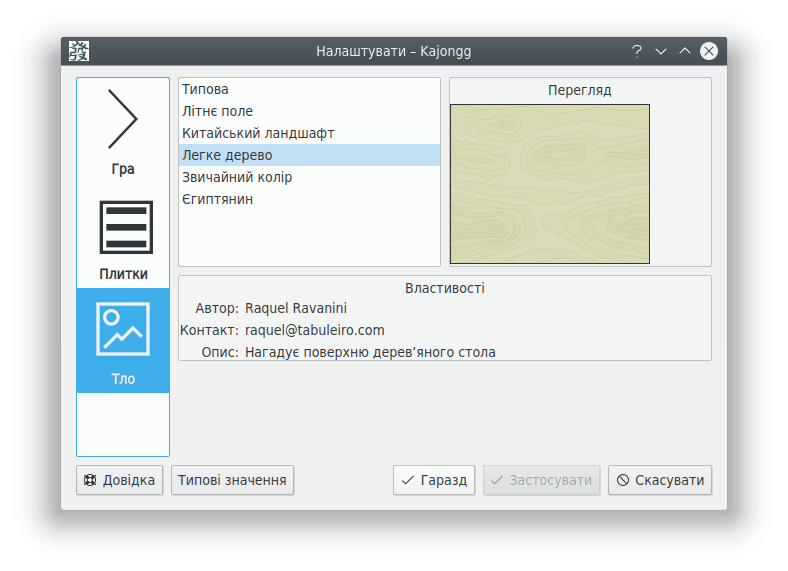 Налаштувати – Kajongg
Гра
Плитки
Тло
Типова
Літнє поле
Китайський ландшафт
Легке дерево
Звичайний колір
Єгиптянин
Перегляд
Властивості
Автор: Raquel Ravanini
Контакт: raquel@tabuleiro.com
Опис: Нагадує поверхню дерев’яного стола
Довідка
Типові значення
Гаразд
Застосувати
Скасувати